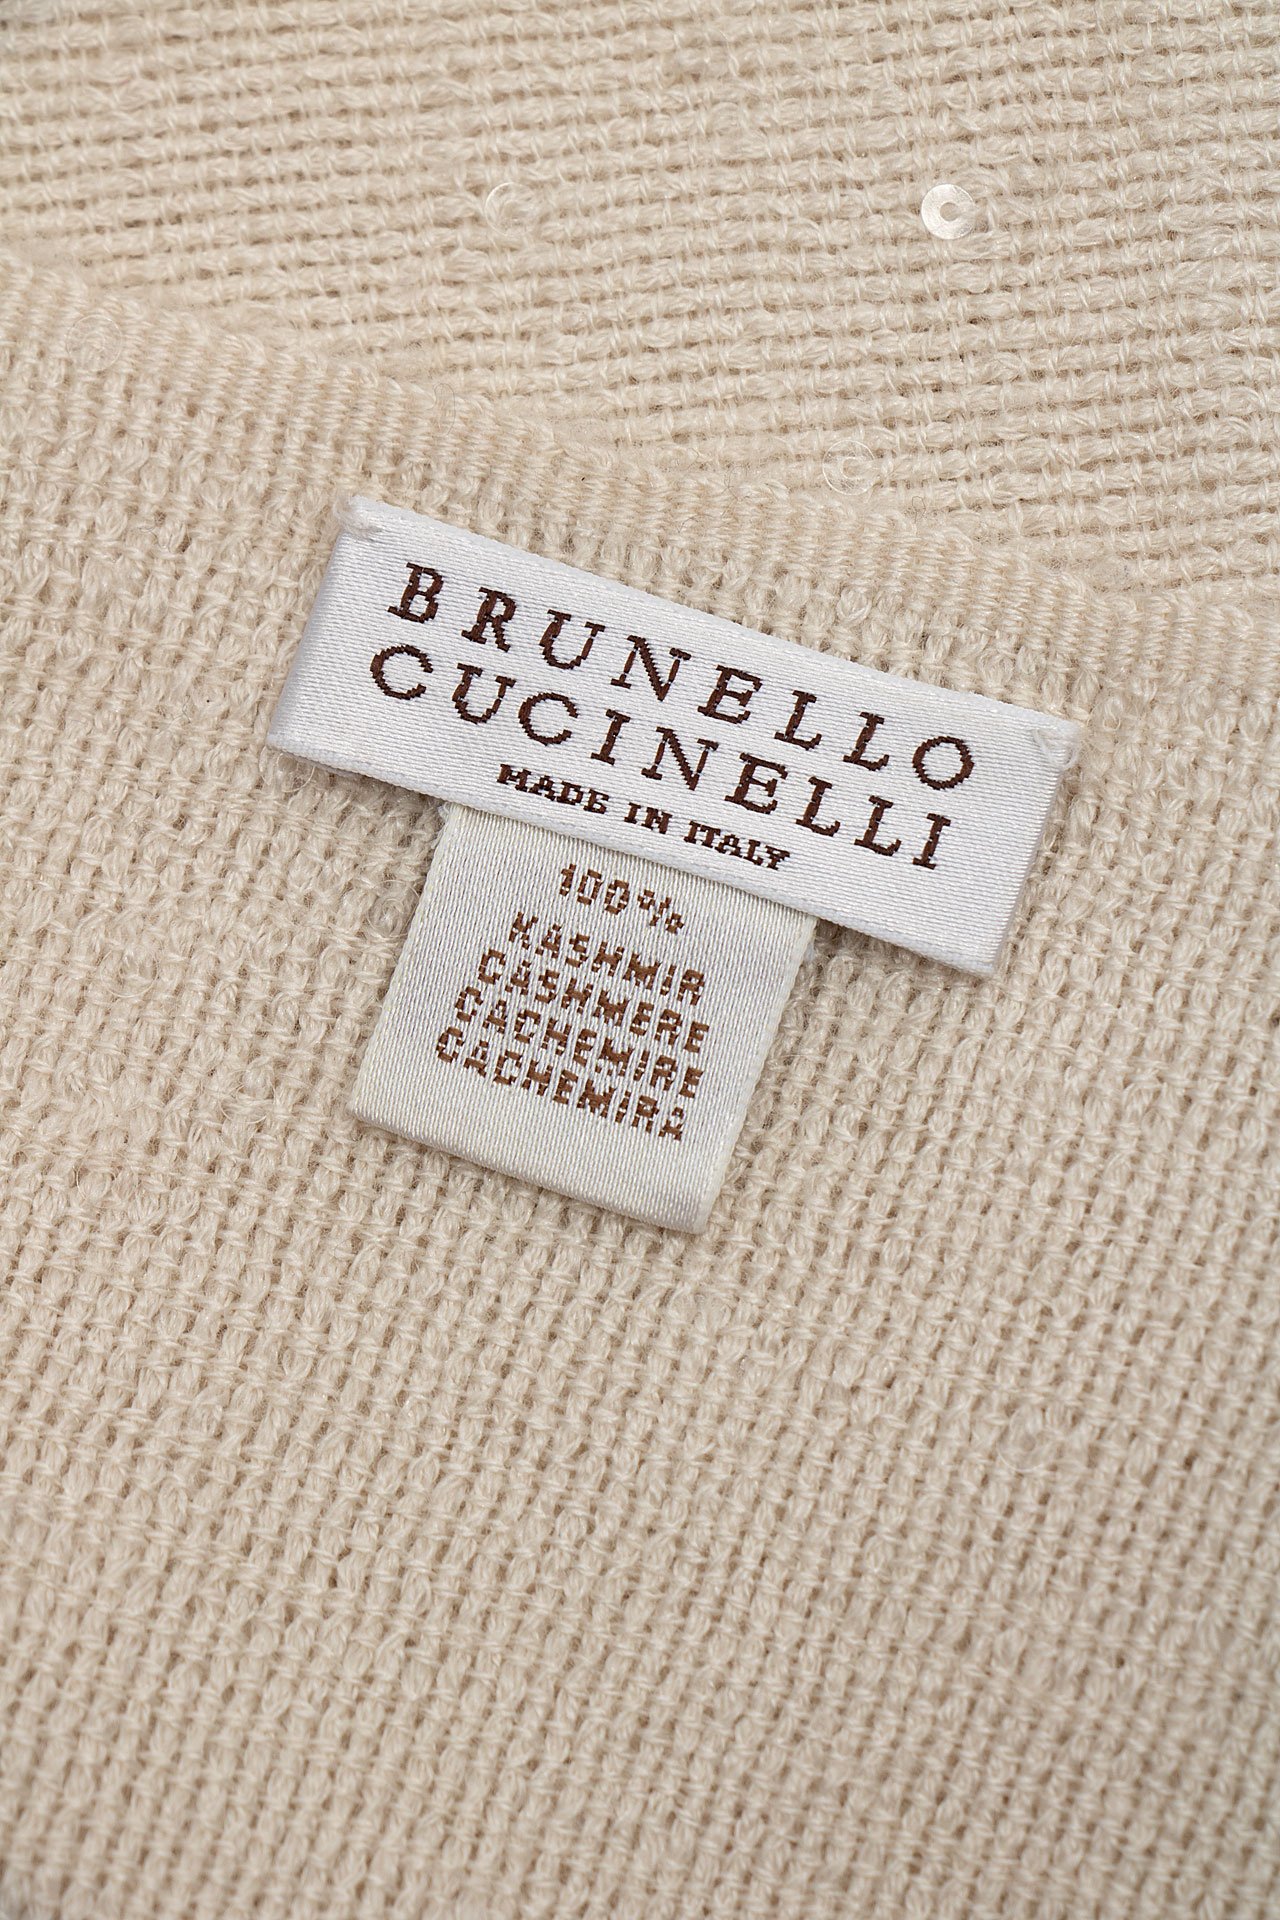 BRUNELLO
CUCINELLI
MADE IN ITALY
100%
KASHMIR
CASHMERE
CACHEMIRE
CACHEMIRA